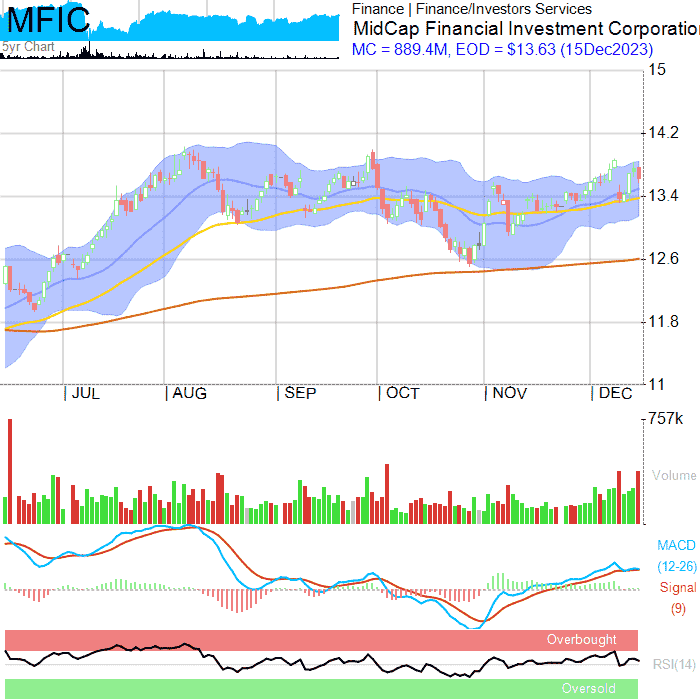 MFIC
5yr Chart
Finance | Finance/Investors Services
MidCap Financial Investment Corporatio
MC = 889.4M, EOD = $13.63 (15Dec2023)
15
14.2
13.4
12.6
11.8
11
JUL
AUG
SEP
OCT
NOV
DEC
757k
Volume
MACD
(12-26)
Signal
(9)
Overbought
RSI(14)
Oversold